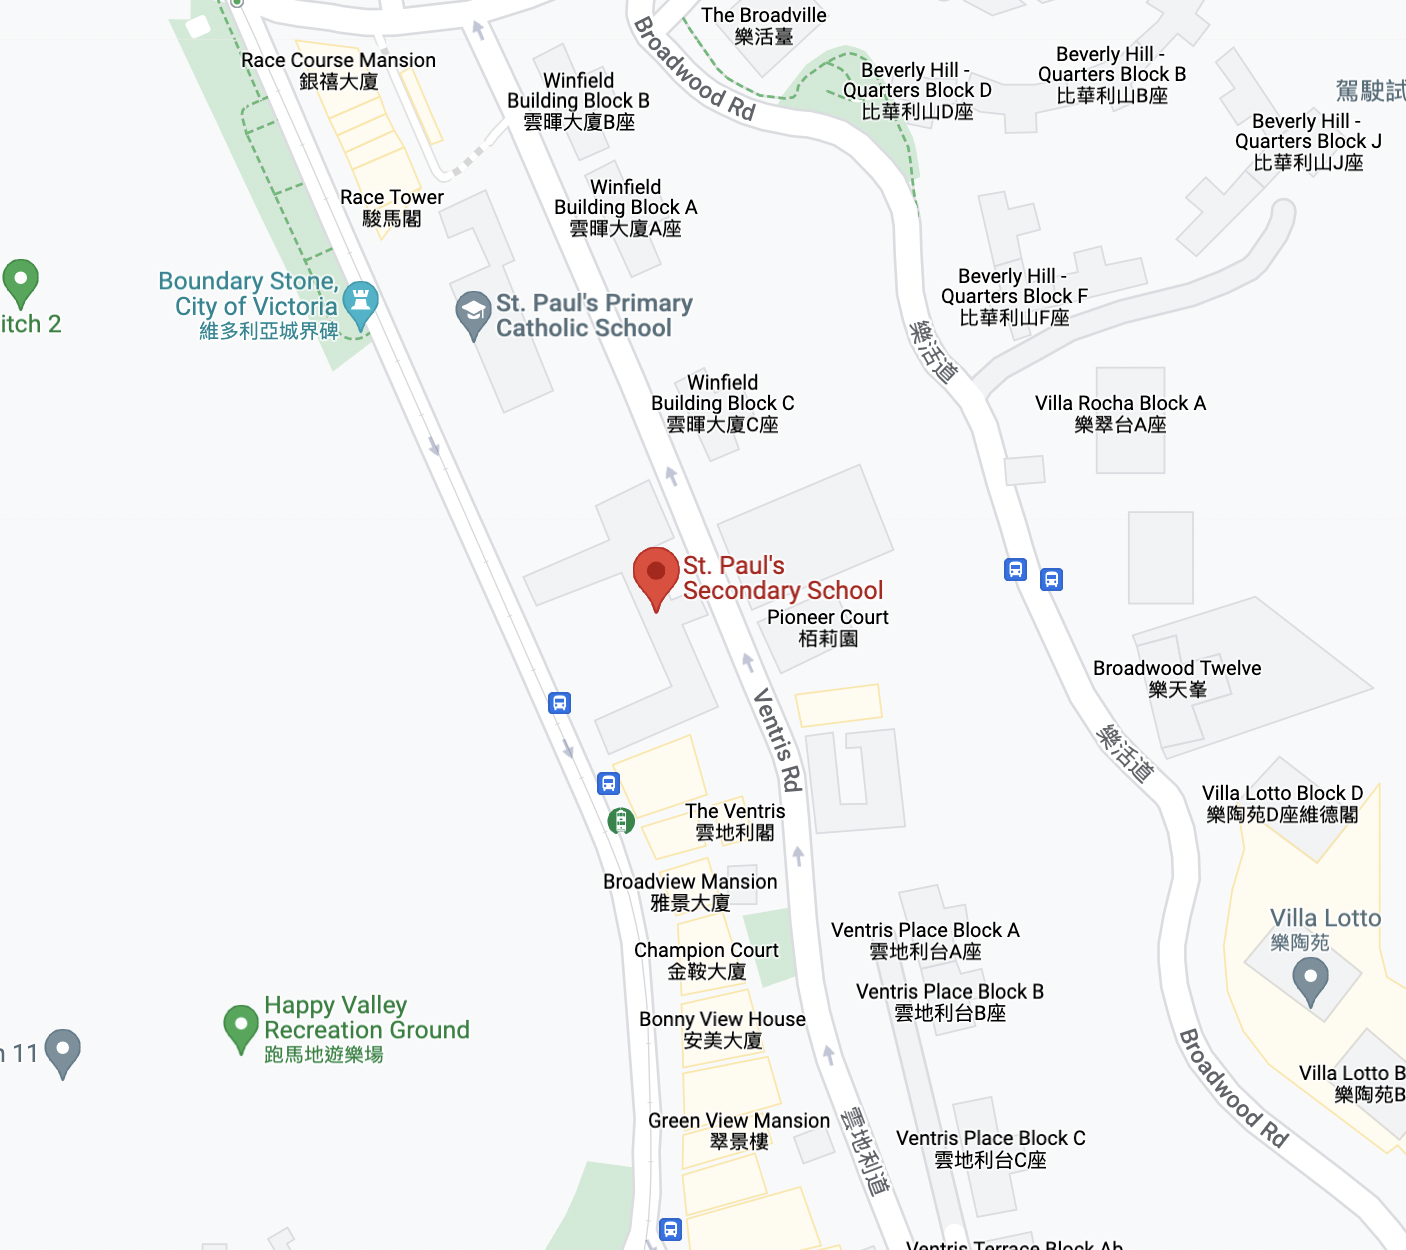 The Broadville
樂活臺
Broadwood Rd
Race Course Mansion
銀禧大廈
Winfield
Building Block B
雲暉大廈B座
Beverly Hill -
Quarters Block D
比華利山D座
Beverly Hill -
Quarters Block B
比華利山B座
駕駛試
Beverly Hill -
Quarters Block J
比華利山J座
Race Tower
駿馬閣
Winfield
Building Block A
雲暉大廈A座
Boundary Stone,
City of Victoria
維多利亞城界碑
itch 2
St. Paul's Primary
Catholic School
Beverly Hill -
Quarters Block F
比華利山F座
樂活道
Winfield
Building Block C
雲暉大廈C座
Villa Rocha Block A
樂翠台A座
St. Paul's
Secondary School
Pioneer Court
栢莉園
Broadwood Twelve
樂天峯
Ventris Rd
樂活道
The Ventris
雲地利閣
Villa Lotto Block D
樂陶苑D座維德閣
Broadview Mansion
雅景大廈
Villa Lotto
樂陶苑
Champion Court
金鞍大廈
Ventris Place Block A
雲地利台A座
Ventris Place Block B
雲地利台B座
Happy Valley
Recreation Ground
跑馬地遊樂場
11
Bonny View House
安美大廈
Broadwood Rd
Villa Lotto B
樂陶苑B
Green View Mansion
翠景樓
雲地利道
Ventris Place Block C
雲地利台C座
Ventris Terrace Block Ab